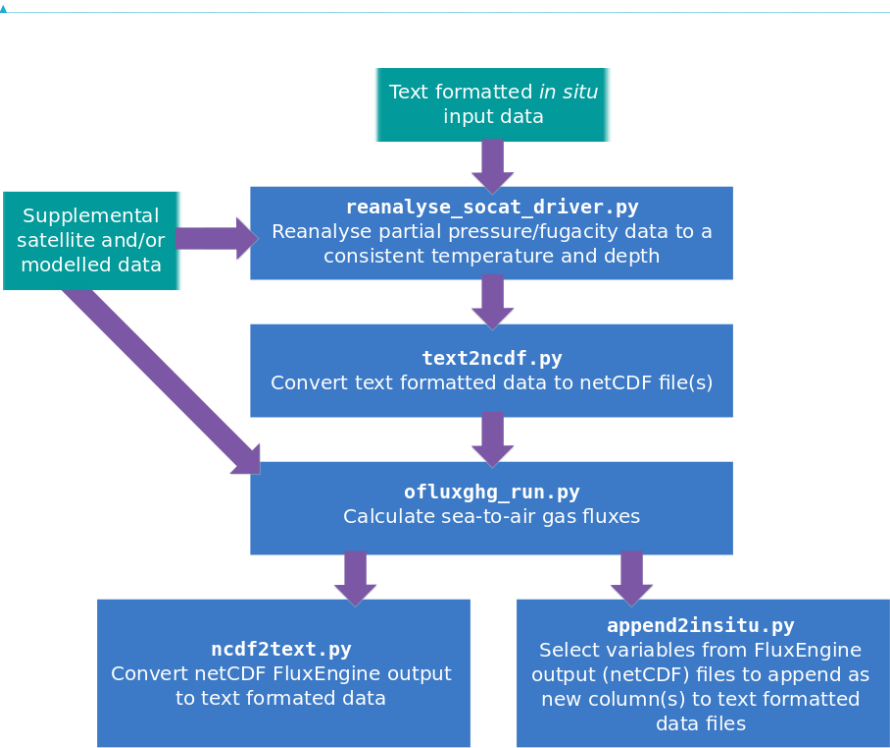 Text formatted in situ
input data
Supplemental
satellite and/or
modelled data
reanalyse_socat_driver.py
Reanalyse partial pressure/fugacity data to a
consistent temperature and depth
text2ncdf.py
Convert text formatted data to netCDF file(s)
ofluxghg_run.py
Calculate sea-to-air gas fluxes
ncdf2text.py
Convert netCDF FluxEngine output
to text formated data
append2insitu.py
Select variables from FluxEngine
output (netCDF) files to append as
new column(s) to text formatted
data files